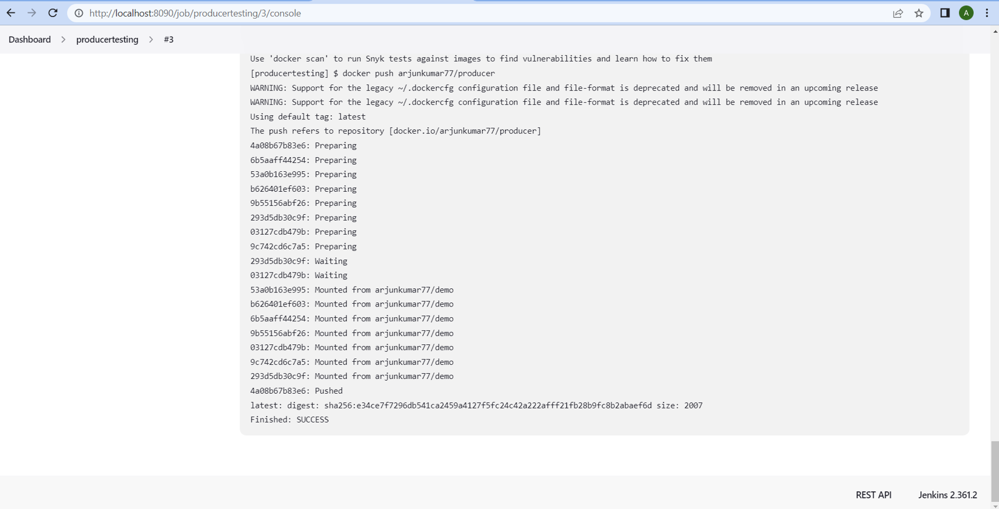 http://localhost:8090/job/producertesting/3/console
A
Dashboard > producertesting > #3
Use 'docker scan' to run Snyk tests against images to find vulnerabilities and learn how to fix them
[producertesting] $ docker push arjunkumar77/producer
WARNING: Support for the legacy ~/.dockercfg configuration file and file-format is deprecated and will be removed in an upcoming release
WARNING: Support for the legacy ~/.dockercfg configuration file and file-format is deprecated and will be removed in an upcoming release
Using default tag: latest
The push refers to repository [docker.io/arjunkumar77/producer]
4a08b67b83e6: Preparing
6b5aaff44254: Preparing
53a0b163e995: Preparing
b626401ef603: Preparing
9b55156abf26: Preparing
293d5db30c9f: Preparing
03127cdb479b: Preparing
9c742cd6c7a5: Preparing
293d5db30c9f: Waiting
03127cdb479b: Waiting
53a0b163e995: Mounted from arjunkumar77/demo
b626401ef603: Mounted from arjunkumar77/demo
6b5aaff44254: Mounted from arjunkumar77/demo
9b55156abf26: Mounted from arjunkumar77/demo
03127cdb479b: Mounted from arjunkumar77/demo
9c742cd6c7a5: Mounted from arjunkumar77/demo
293d5db30c9f: Mounted from arjunkumar77/demo
4a08b67b83e6: Pushed
latest: digest: sha256:e34ce7f7296db541ca2459a4127f5fc24c42a222afff21fb28b9fc8b2abaef6d size: 2007
Finished: SUCCESS
REST API
Jenkins 2.361.2